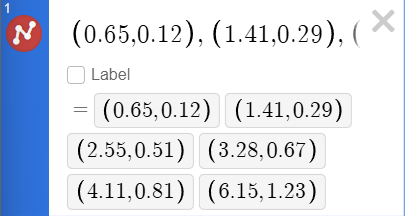 1
(0.65,0.12), (1.41,0.29), (
Label
= (0.65,0.12) (1.41,0.29)
(2.55,0.51) (3.28,0.67)
(4.11,0.81) (6.15,1.23)